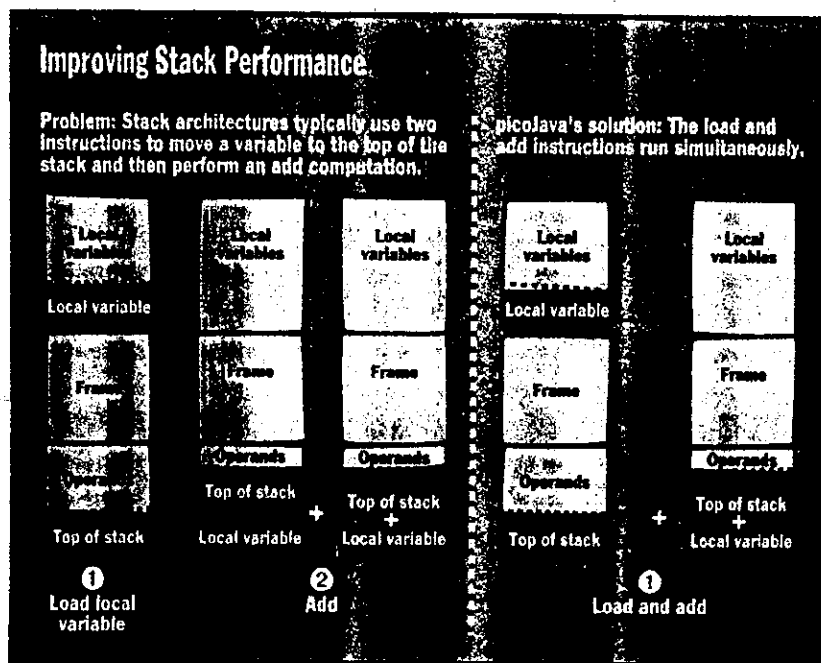 Improving Stack Performance
Problem: Stack architectures typically use two
instructions to move a variable to the top of the
stack and then perform an add computation.
Local
variables
Local variable
Frame
Operands
Top of stack
1
Load local
variable
Local
variables
Frame
Operands
Top of stack
+
Local variable
Local
variables
Frame
Operands
Top of stack
+
Local variable
2
Add
picoJava's solution: The load and
add instructions run simultaneously.
Local
variables
Local variable
Frame
Operands
Top of stack
+
Local
variables
Frame
Operands
Top of stack
+
Local variable
1
Load and add